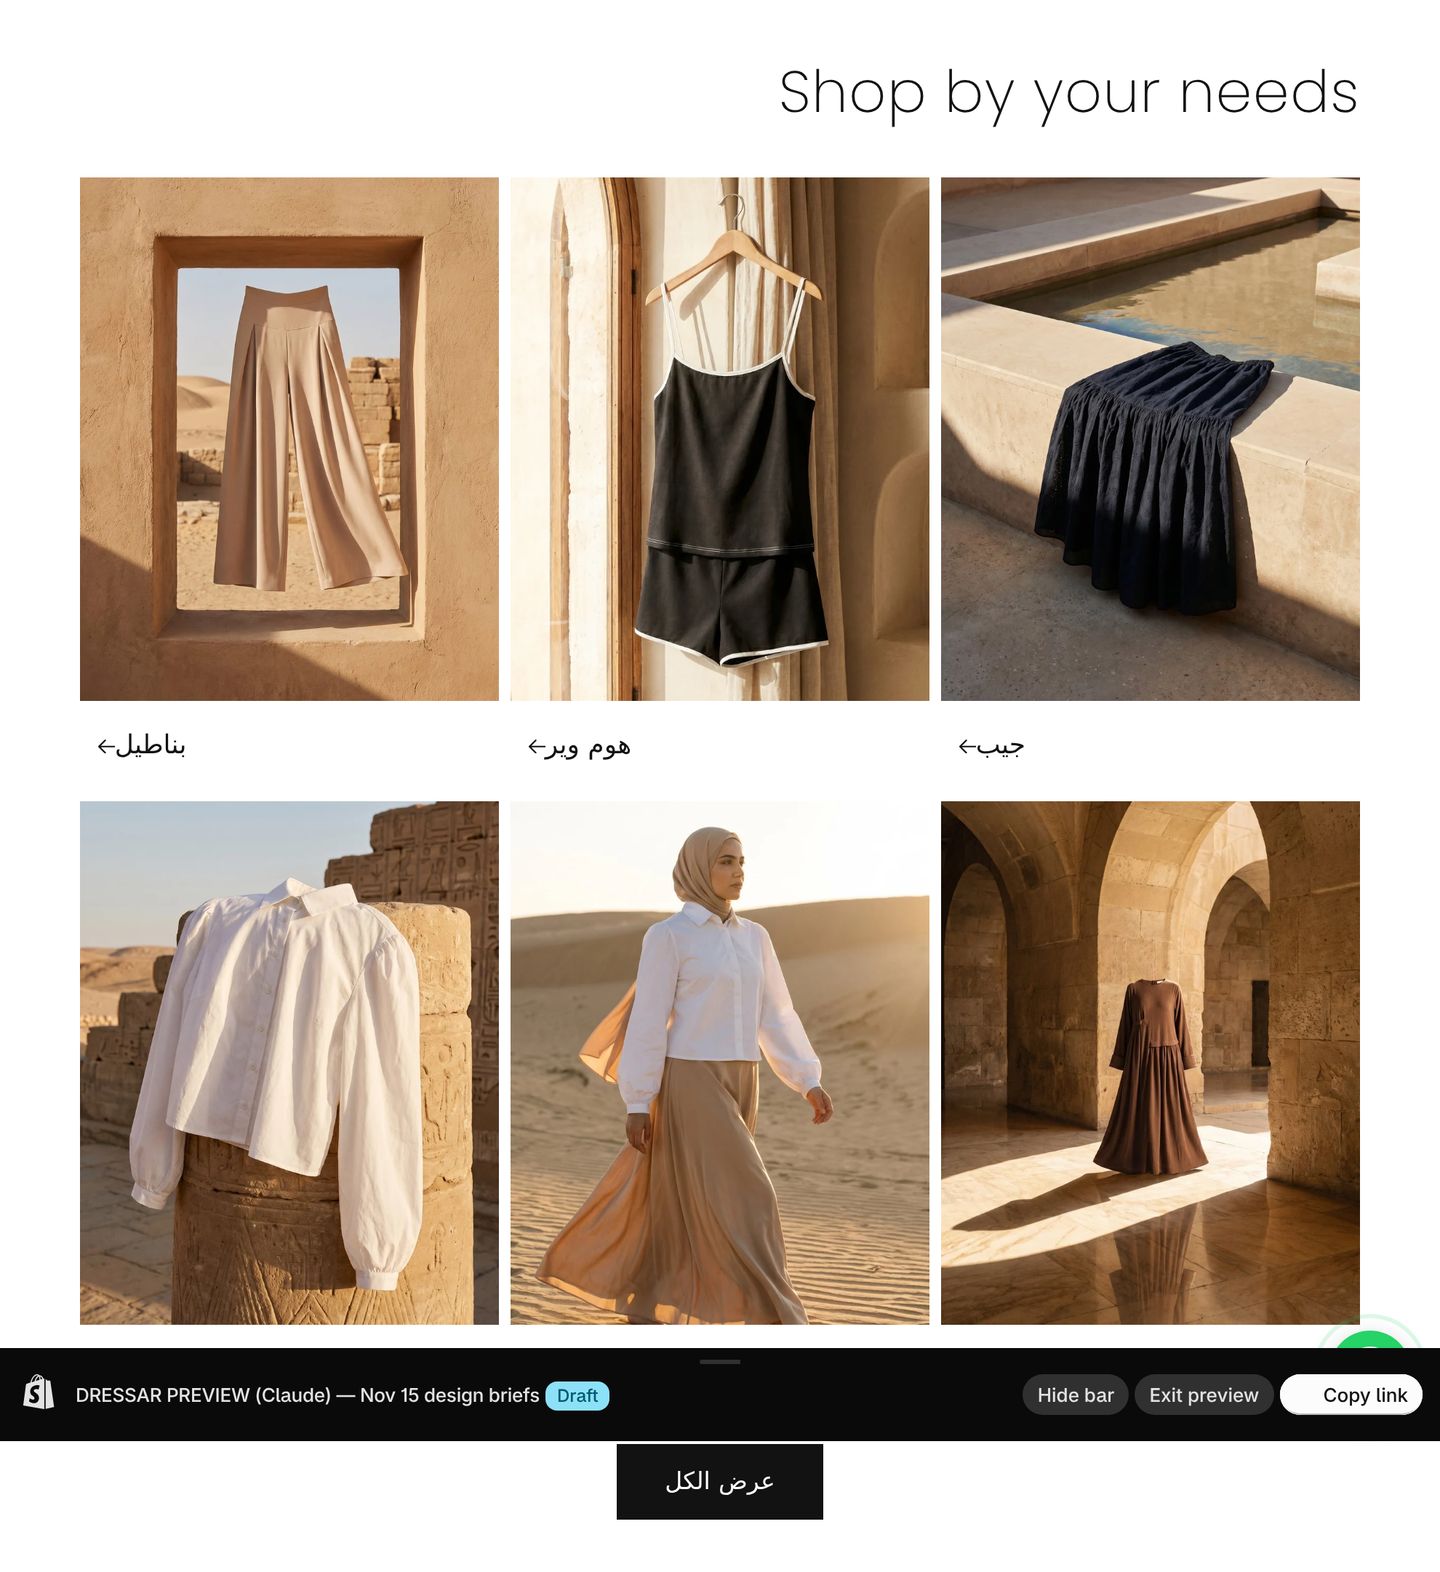 Shop by your needs
جيب
هوم وير
بناطيل
DRESSAR PREVIEW (Claude) — Nov 15 design briefs Draft
Hide bar
Exit preview
Copy link
عرض الكل